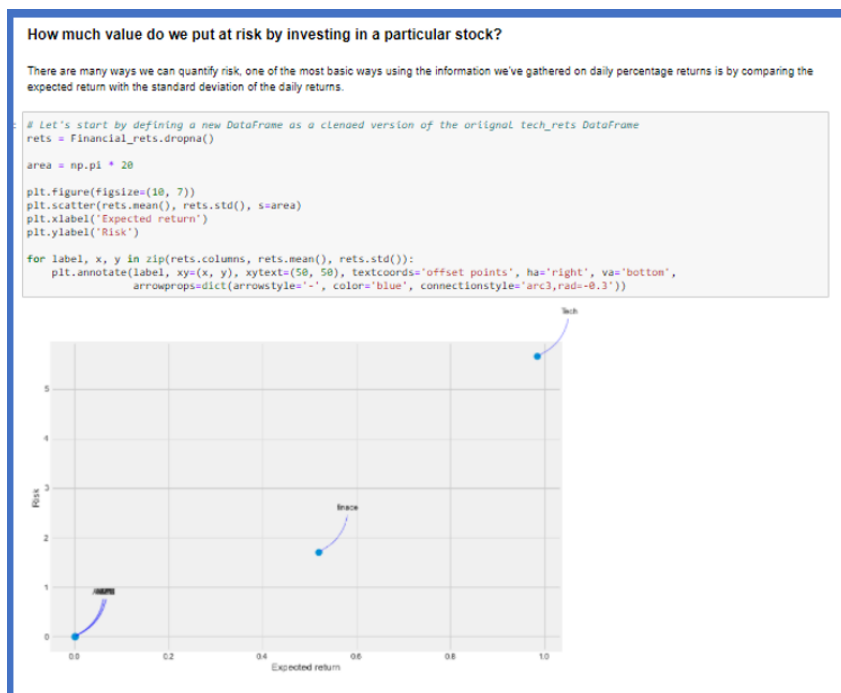 How much value do we put at risk by investing in a particular stock?
There are many ways we can quantify risk, one of the most basic ways using the information we've gathered on daily percentage returns is by comparing the
expected return with the standard deviation of the daily returns.
# Let's start by defining a new DataFrame as a clenaed version of the oriignal tech_rets DataFrame
rets = Financial_rets.dropna()
area = np.pi * 20
plt.figure(figsize=(10, 7))
plt.scatter(rets.mean(), rets.std(), s=area)
plt.xlabel('Expected return')
plt.ylabel('Risk')
for label, x, y in zip(rets.columns, rets.mean(), rets.std()):
    plt.annotate(label, xy=(x, y), xytext=(50, 50), textcoords='offset points', ha='right', va='bottom',
                 arrowprops=dict(arrowstyle='-', color='blue', connectionstyle='arc3,rad=-0.3'))
Tech
5
4
3
finace
2
1
0
Risk
0.0 0.2 0.4 0.6 0.8 1.0
Expected return